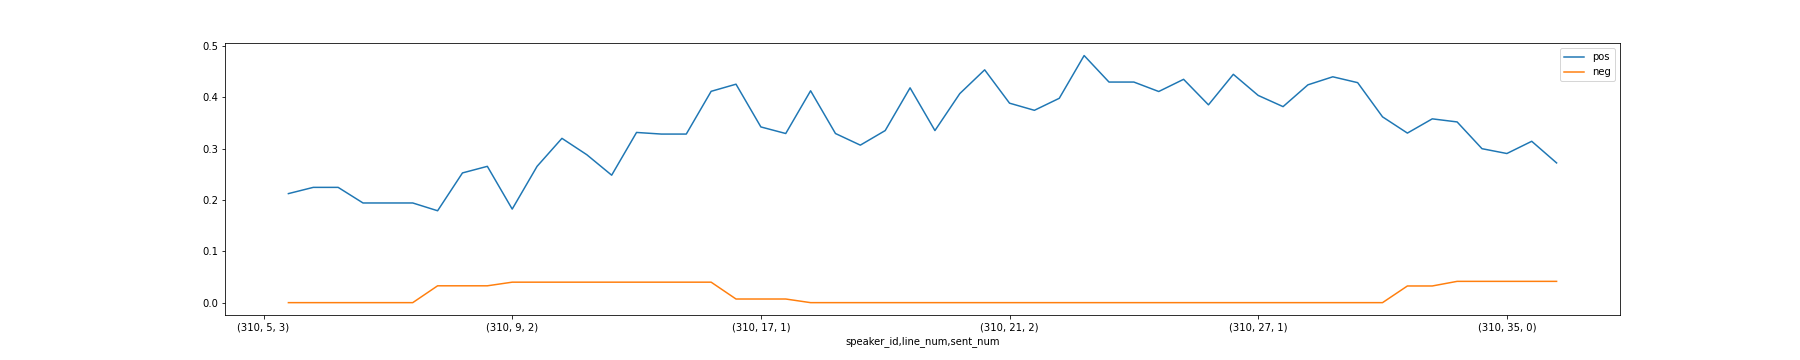 0.5
0.4
0.3
0.2
0.1
0.0
pos
neg
(310, 5, 3) (310, 9, 2) (310, 17, 1) (310, 21, 2) (310, 27, 1) (310, 35, 0)
speaker_id,line_num,sent_num